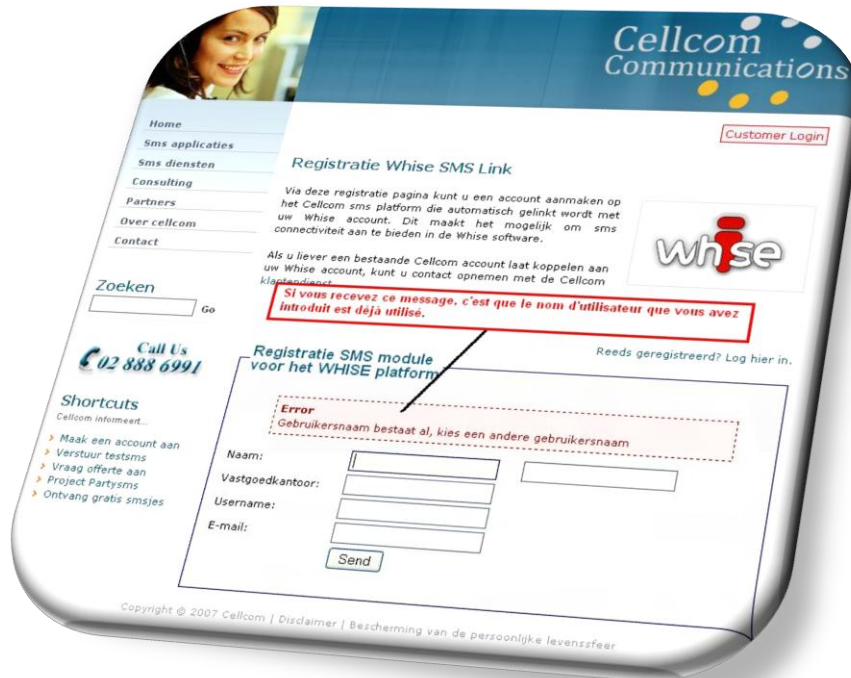 Cellcom
Communications
Customer Login
Home
Sms applicaties
Sms diensten
Consulting
Partners
Over cellcom
Contact
Zoeken
Go
Call Us
02 888 6991
Shortcuts
Cellcom informeert...
Maak een account aan
Verstuur testsms
Vraag offerte aan
Project Partysms
Ontvang gratis smsjes
Registratie Whise SMS Link
Via deze registratie pagina kunt u een account aanmaken op
het Cellcom sms platform die automatisch gelinkt wordt met
uw Whise account. Dit maakt het mogelijk om sms
connectiviteit aan te bieden in de Whise software.
Als u liever een bestaande Cellcom account laat koppelen aan
uw Whise account, kunt u contact opnemen met de Cellcom
klantendienst
whise
Si vous recevez ce message, c'est que le nom d'utilisateur que vous avez
introduit est déjà utilisé.
Reeds geregistreerd? Log hier in.
Registratie SMS module
voor het WHISE platform
Error
Gebruikersnaam bestaat al, kies een andere gebruikersnaam
Naam:
Vastgoedkantoor:
Username:
E-mail:
Send
Copyright © 2007 Cellcom | Disclaimer | Bescherming van de persoonlijke levenssfeer